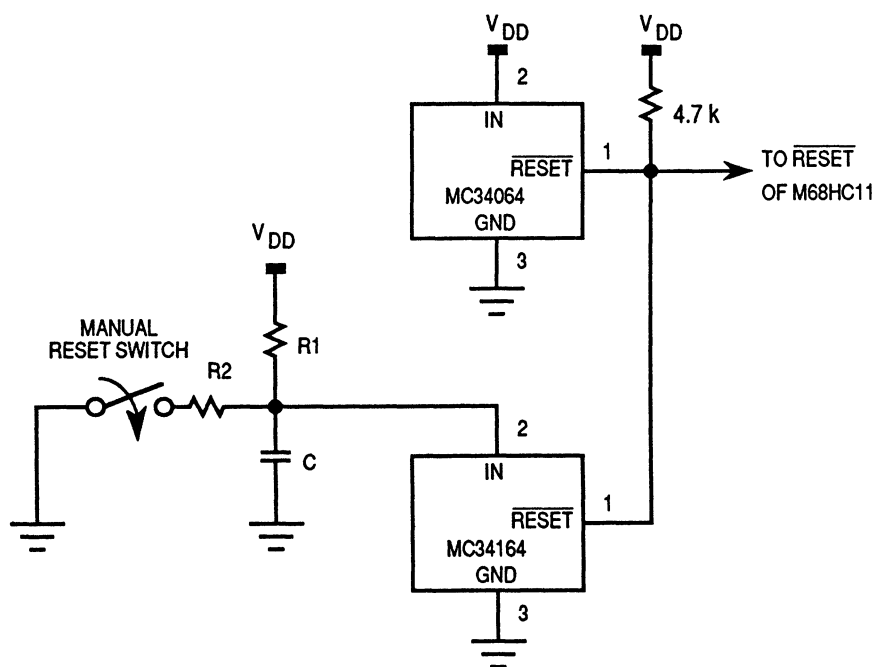 VDD
VDD
2
IN
4.7 k
1
RESET
TO RESET
OF M68HC11
MC34064
GND
3
VDD
MANUAL
RESET SWITCH
R1
R2
2
C
IN
1
RESET
MC34164
GND
3